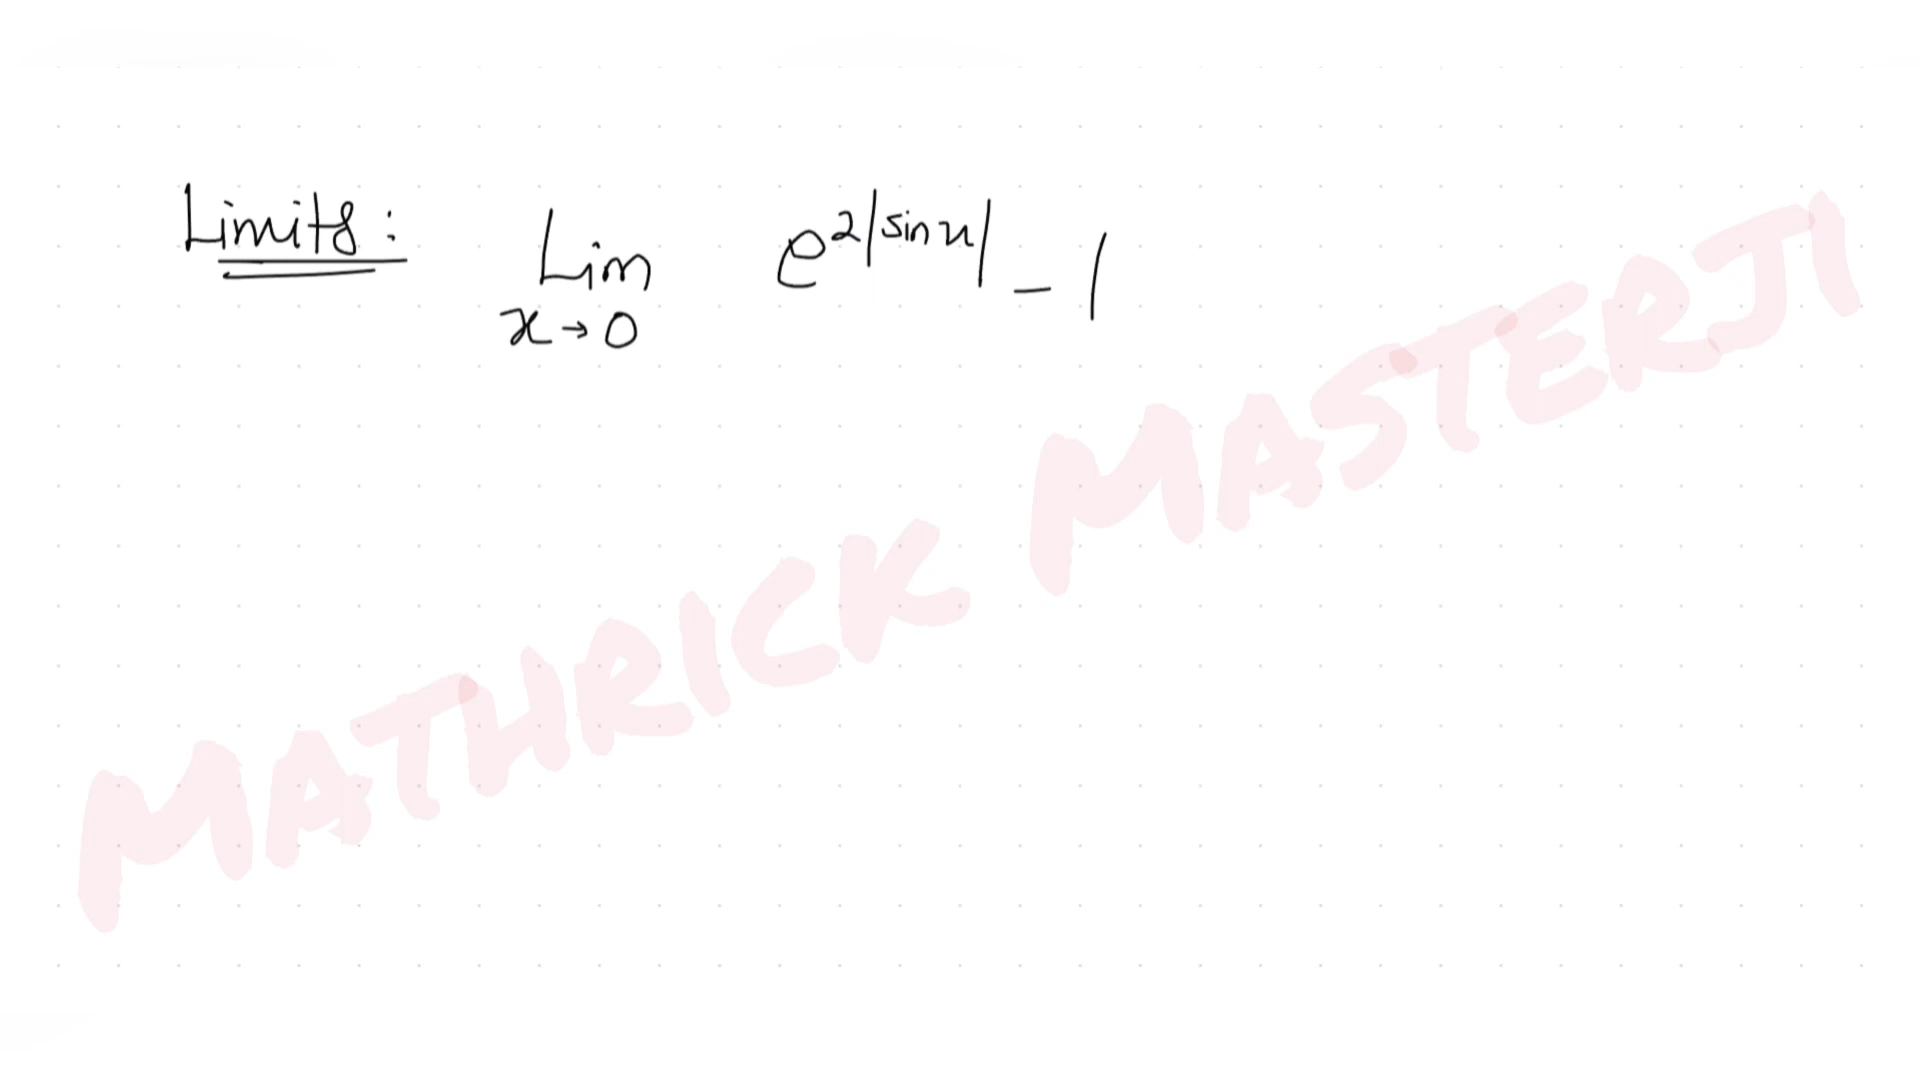 Limits: Lim e^{2|sin x|} - 1
x → 0
MATHRICK MASTERJI